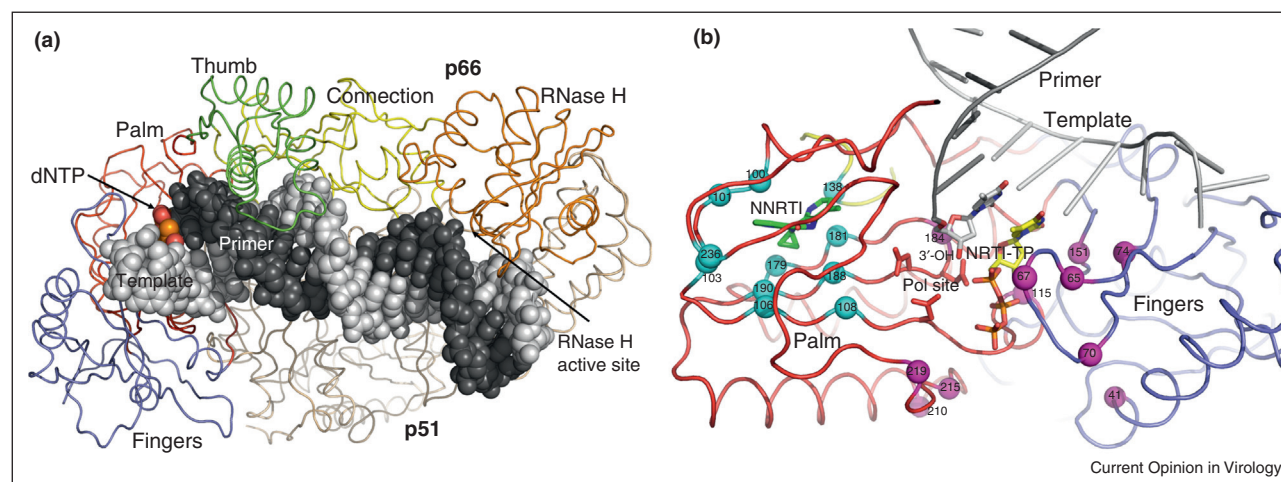 (a)
Thumb
p66
Connection
RNase H
Palm
dNTP
Primer
Template
RNase H
active site
Fingers
p51
(b)
Primer
Template
100
101
138
NNRTI
236
103
181
179
188
190
106
108
184
3′-OH
NRTI-TP
Pol site
151
74
67
65
115
Fingers
Palm
70
219
215
210
41
Current Opinion in Virology